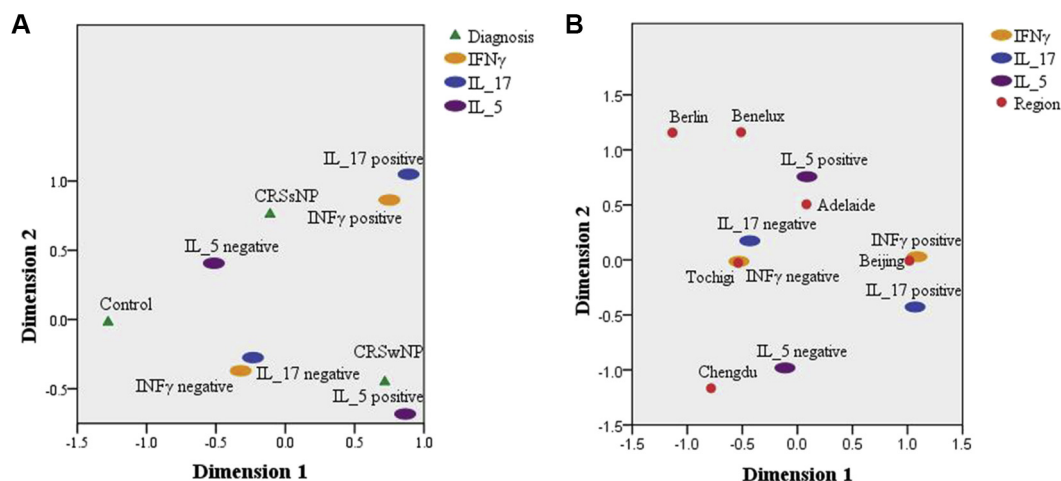 A
Diagnosis
IFNγ
IL_17
IL_5
IL_17 positive
CRSsNP
INFγ positive
IL_5 negative
Control
CRSwNP
IL_17 negative
INFγ negative
IL_5 positive
1.0
0.5
0.0
-0.5
Dimension 2
-1.5
-1.0
-0.5
0.0
0.5
1.0
Dimension 1
B
IFNγ
IL_17
IL_5
Region
Berlin
Benelux
IL_5 positive
Adelaide
IL_17 negative
INFγ positive
Beijing
Tochigi
INFγ negative
IL_17 positive
IL_5 negative
Chengdu
1.5
1.0
0.5
0.0
-0.5
-1.0
-1.5
Dimension 2
-1.5
-1.0
-0.5
0.0
0.5
1.0
1.5
Dimension 1